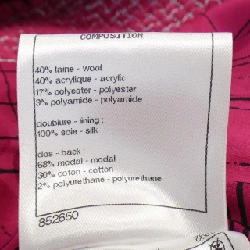 COMPOSITION
40% laine - wool
40% acrylique - acrylic
17% polyester - polyester
3% polyamide - polyamide
doublure - lining :
100% soie - silk
dos - back
68% modal - modal
30% coton - cotton
2% polyurethane - polyurethane
852650